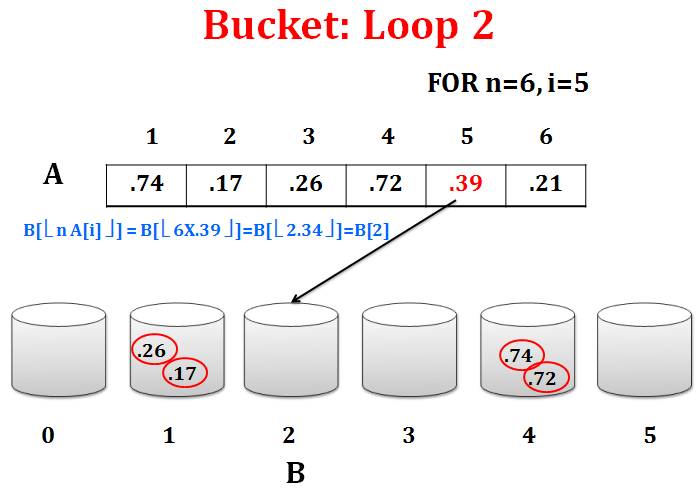 Bucket: Loop 2
FOR n=6, i=5
1 2 3 4 5 6
A .74 .17 .26 .72 .39 .21
B[⌊n A[i]⌋] = B[⌊6X.39⌋]=B[⌊2.34⌋]=B[2]
.26 .74
.17 .72
0 1 2 3 4 5
B